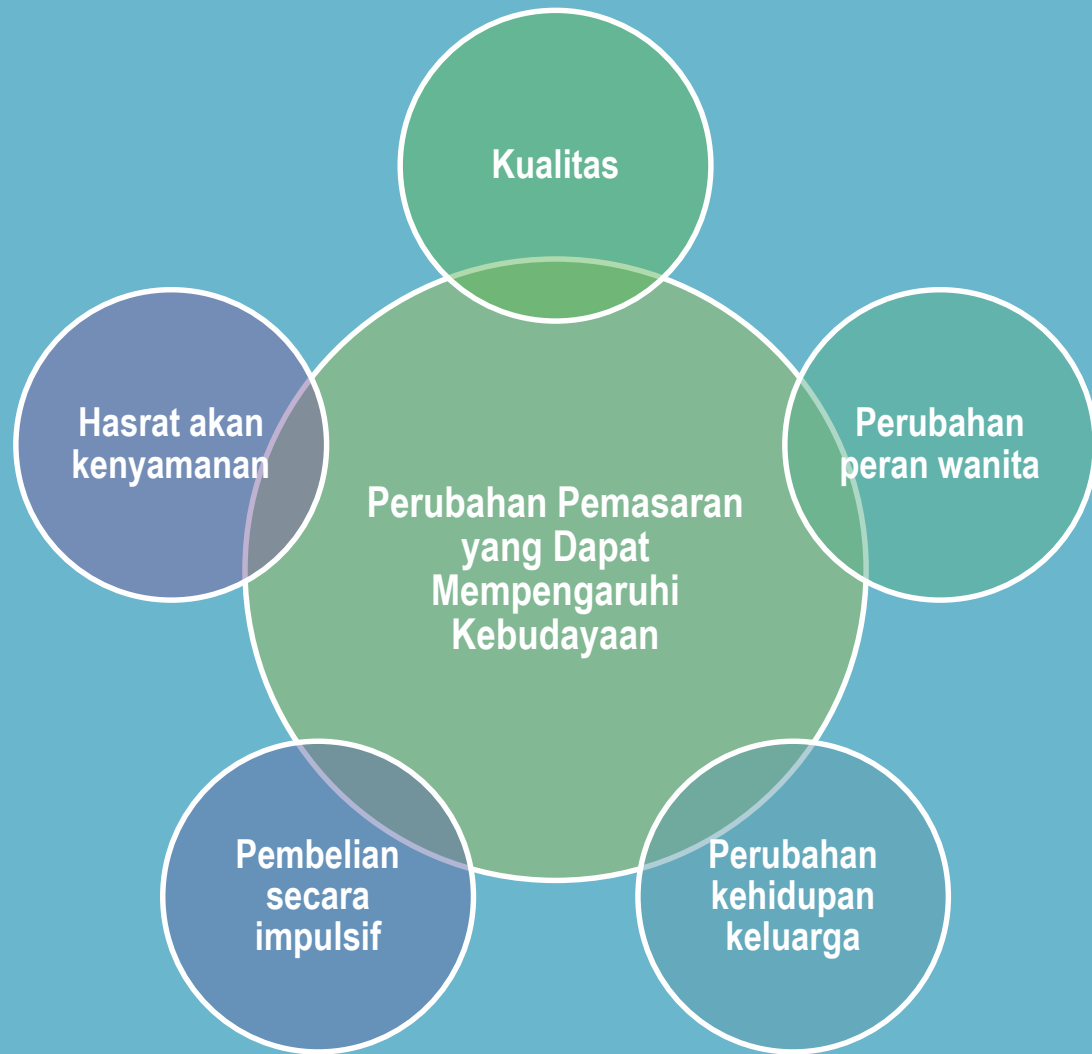 Kualitas
Hasrat akan
kenyamanan
Perubahan
peran wanita
Perubahan Pemasaran
yang Dapat
Mempengaruhi
Kebudayaan
Pembelian
secara
impulsif
Perubahan
kehidupan
keluarga